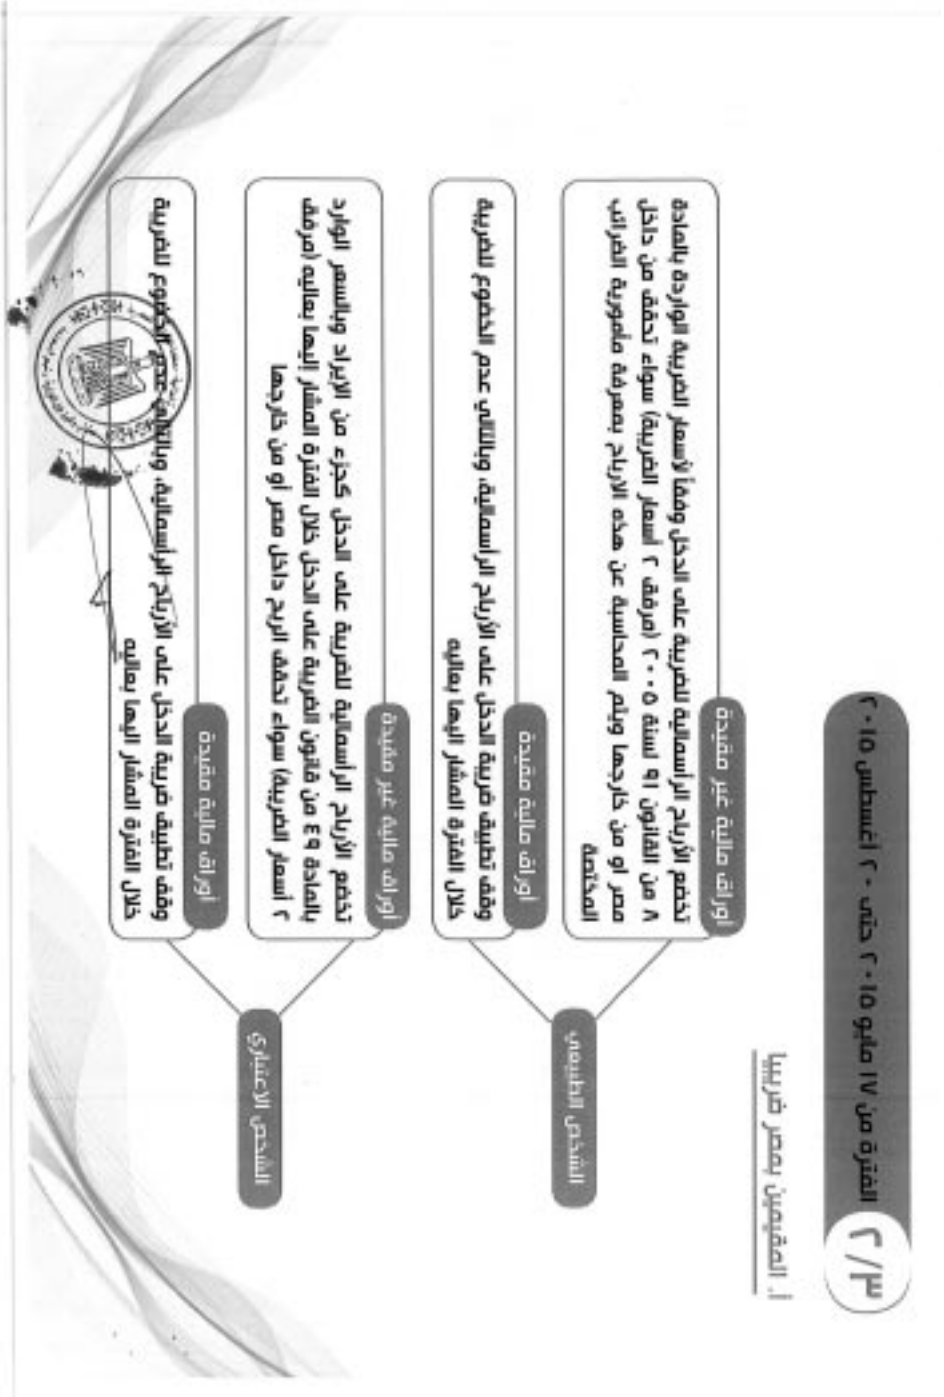 ٢/٣
الفترة من ١٧ مايو ٢٠١٥ حتى ٢٠ أغسطس ٢٠١٥
أ. المقيمين بمصر ضريبيا
الشخص الطبيعي
أوراق مالية غير مقيدة
تخضع الأرباح الرأسمالية للضريبة على الدخل وفقاً لأسعار الضريبة الواردة بالمادة
٨ من القانون ٩١ لسنة ٢٠٠٥ (مرفق ٢ أسعار الضريبة) سواء تحقق من داخل
مصر او من خارجها ويتم المحاسبة عن هذه الارباح بمعرفة مأمورية الضرائب
المختصة
أوراق مالية مقيدة
وقف تطبيق ضريبة الدخل على الأرباح الرأسمالية، وبالتالي عدم الخضوع للضريبة
خلال الفترة المشار اليها بعاليه
الشخص الاعتباري
أوراق مالية غير مقيدة
تخضع الأرباح الرأسمالية للضريبة على الدخل كجزء من الإيراد وبالسعر الوارد
بالمادة ٤٩ من قانون الضريبة على الدخل خلال الفترة المشار إليها بعاليه (مرفق
٢ أسعار الضريبة) سواء تحقق الربح داخل مصر أو من خارجها
أوراق مالية مقيدة
وقف تطبيق ضريبة الدخل على الأرباح الرأسمالية، وبالتالي عدم الخضوع للضريبة
خلال الفترة المشار اليها بعاليه